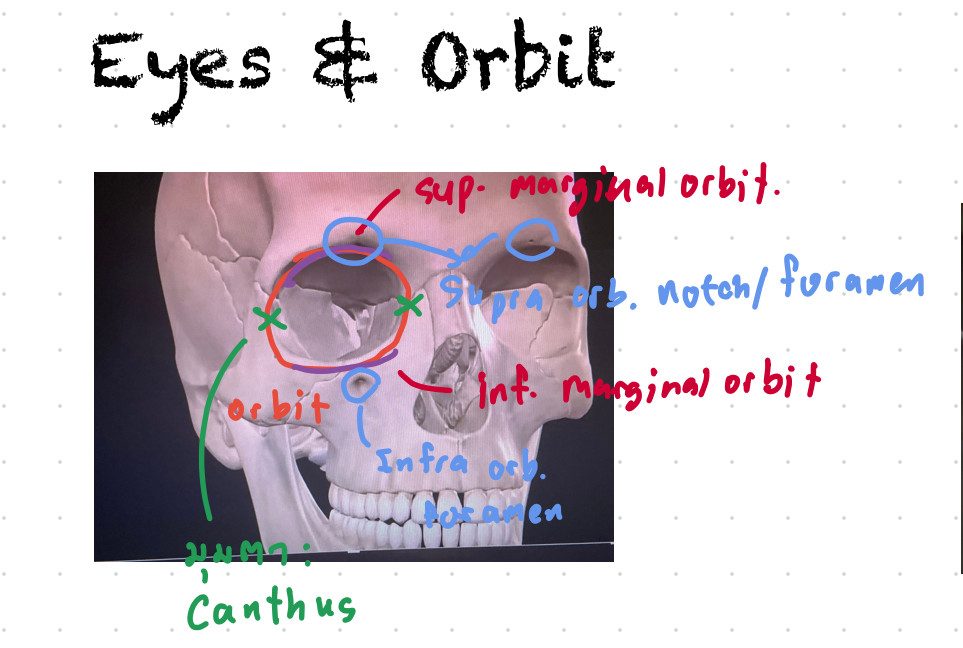 Eyes & Orbit
sup. marginal orbit.
Supra orb. notch/foramen
inf. marginal orbit
orbit
Infra orb.
foramen
มุมตา :
Canthus